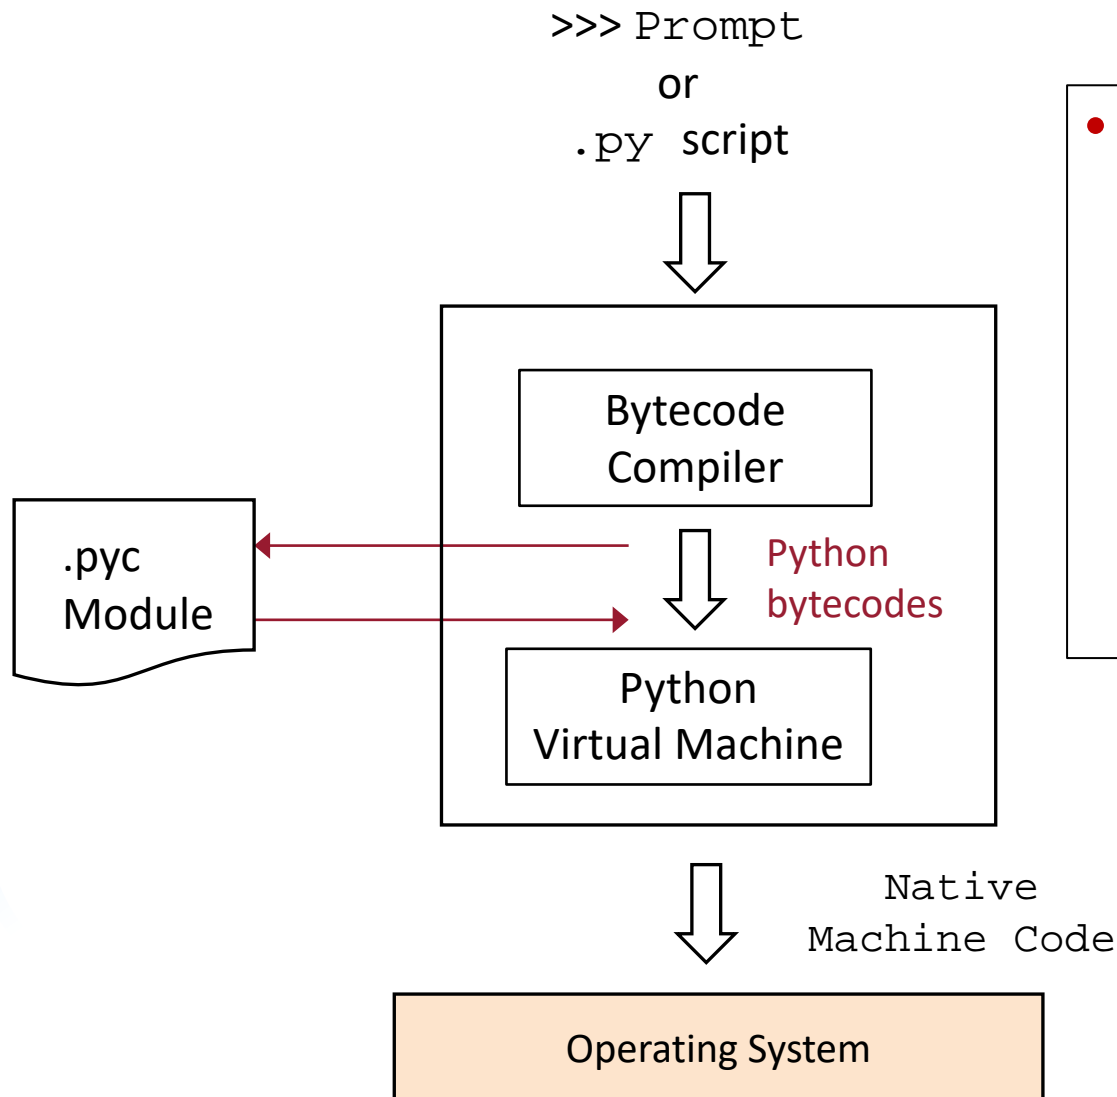 >>> Prompt
or
.py script
Bytecode
Compiler
.pyc
Module
Python
bytecodes
Python
Virtual Machine
Native
Machine Code
Operating System